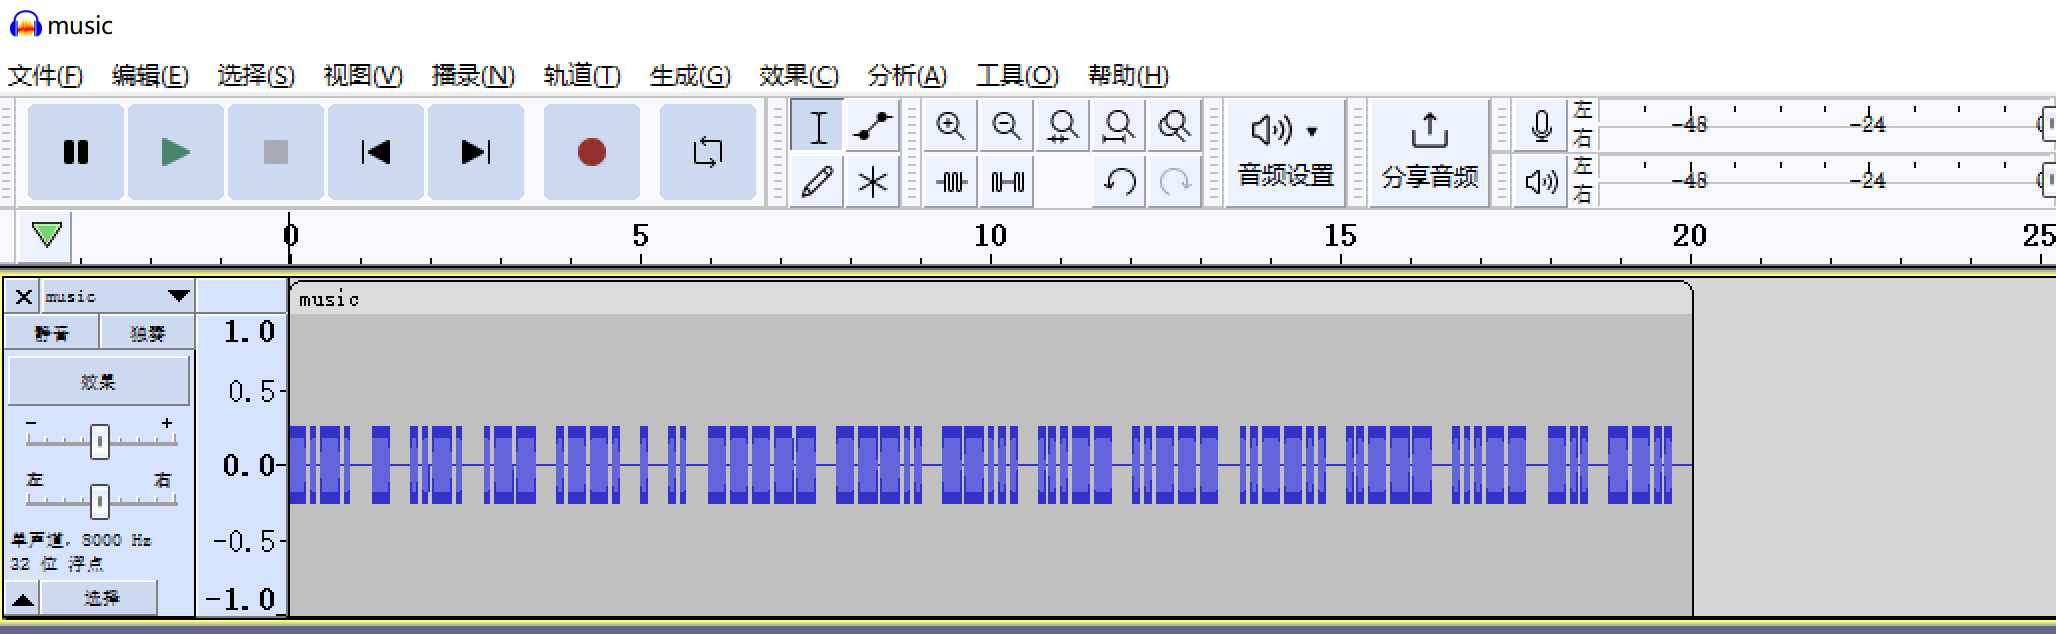 music
文件(F) 编辑(E) 选择(S) 视图(V) 播录(N) 轨道(T) 生成(G) 效果(C) 分析(A) 工具(O) 帮助(H)
音频设置
分享音频
左 -48 -24
右
左 -48 -24
右
0 5 10 15 20 25
music
静音 独奏
效果
- +
左 右
单声道, 8000 Hz
32 位 浮点
选择
1.0
0.5-
0.0-
-0.5-
-1.0
music